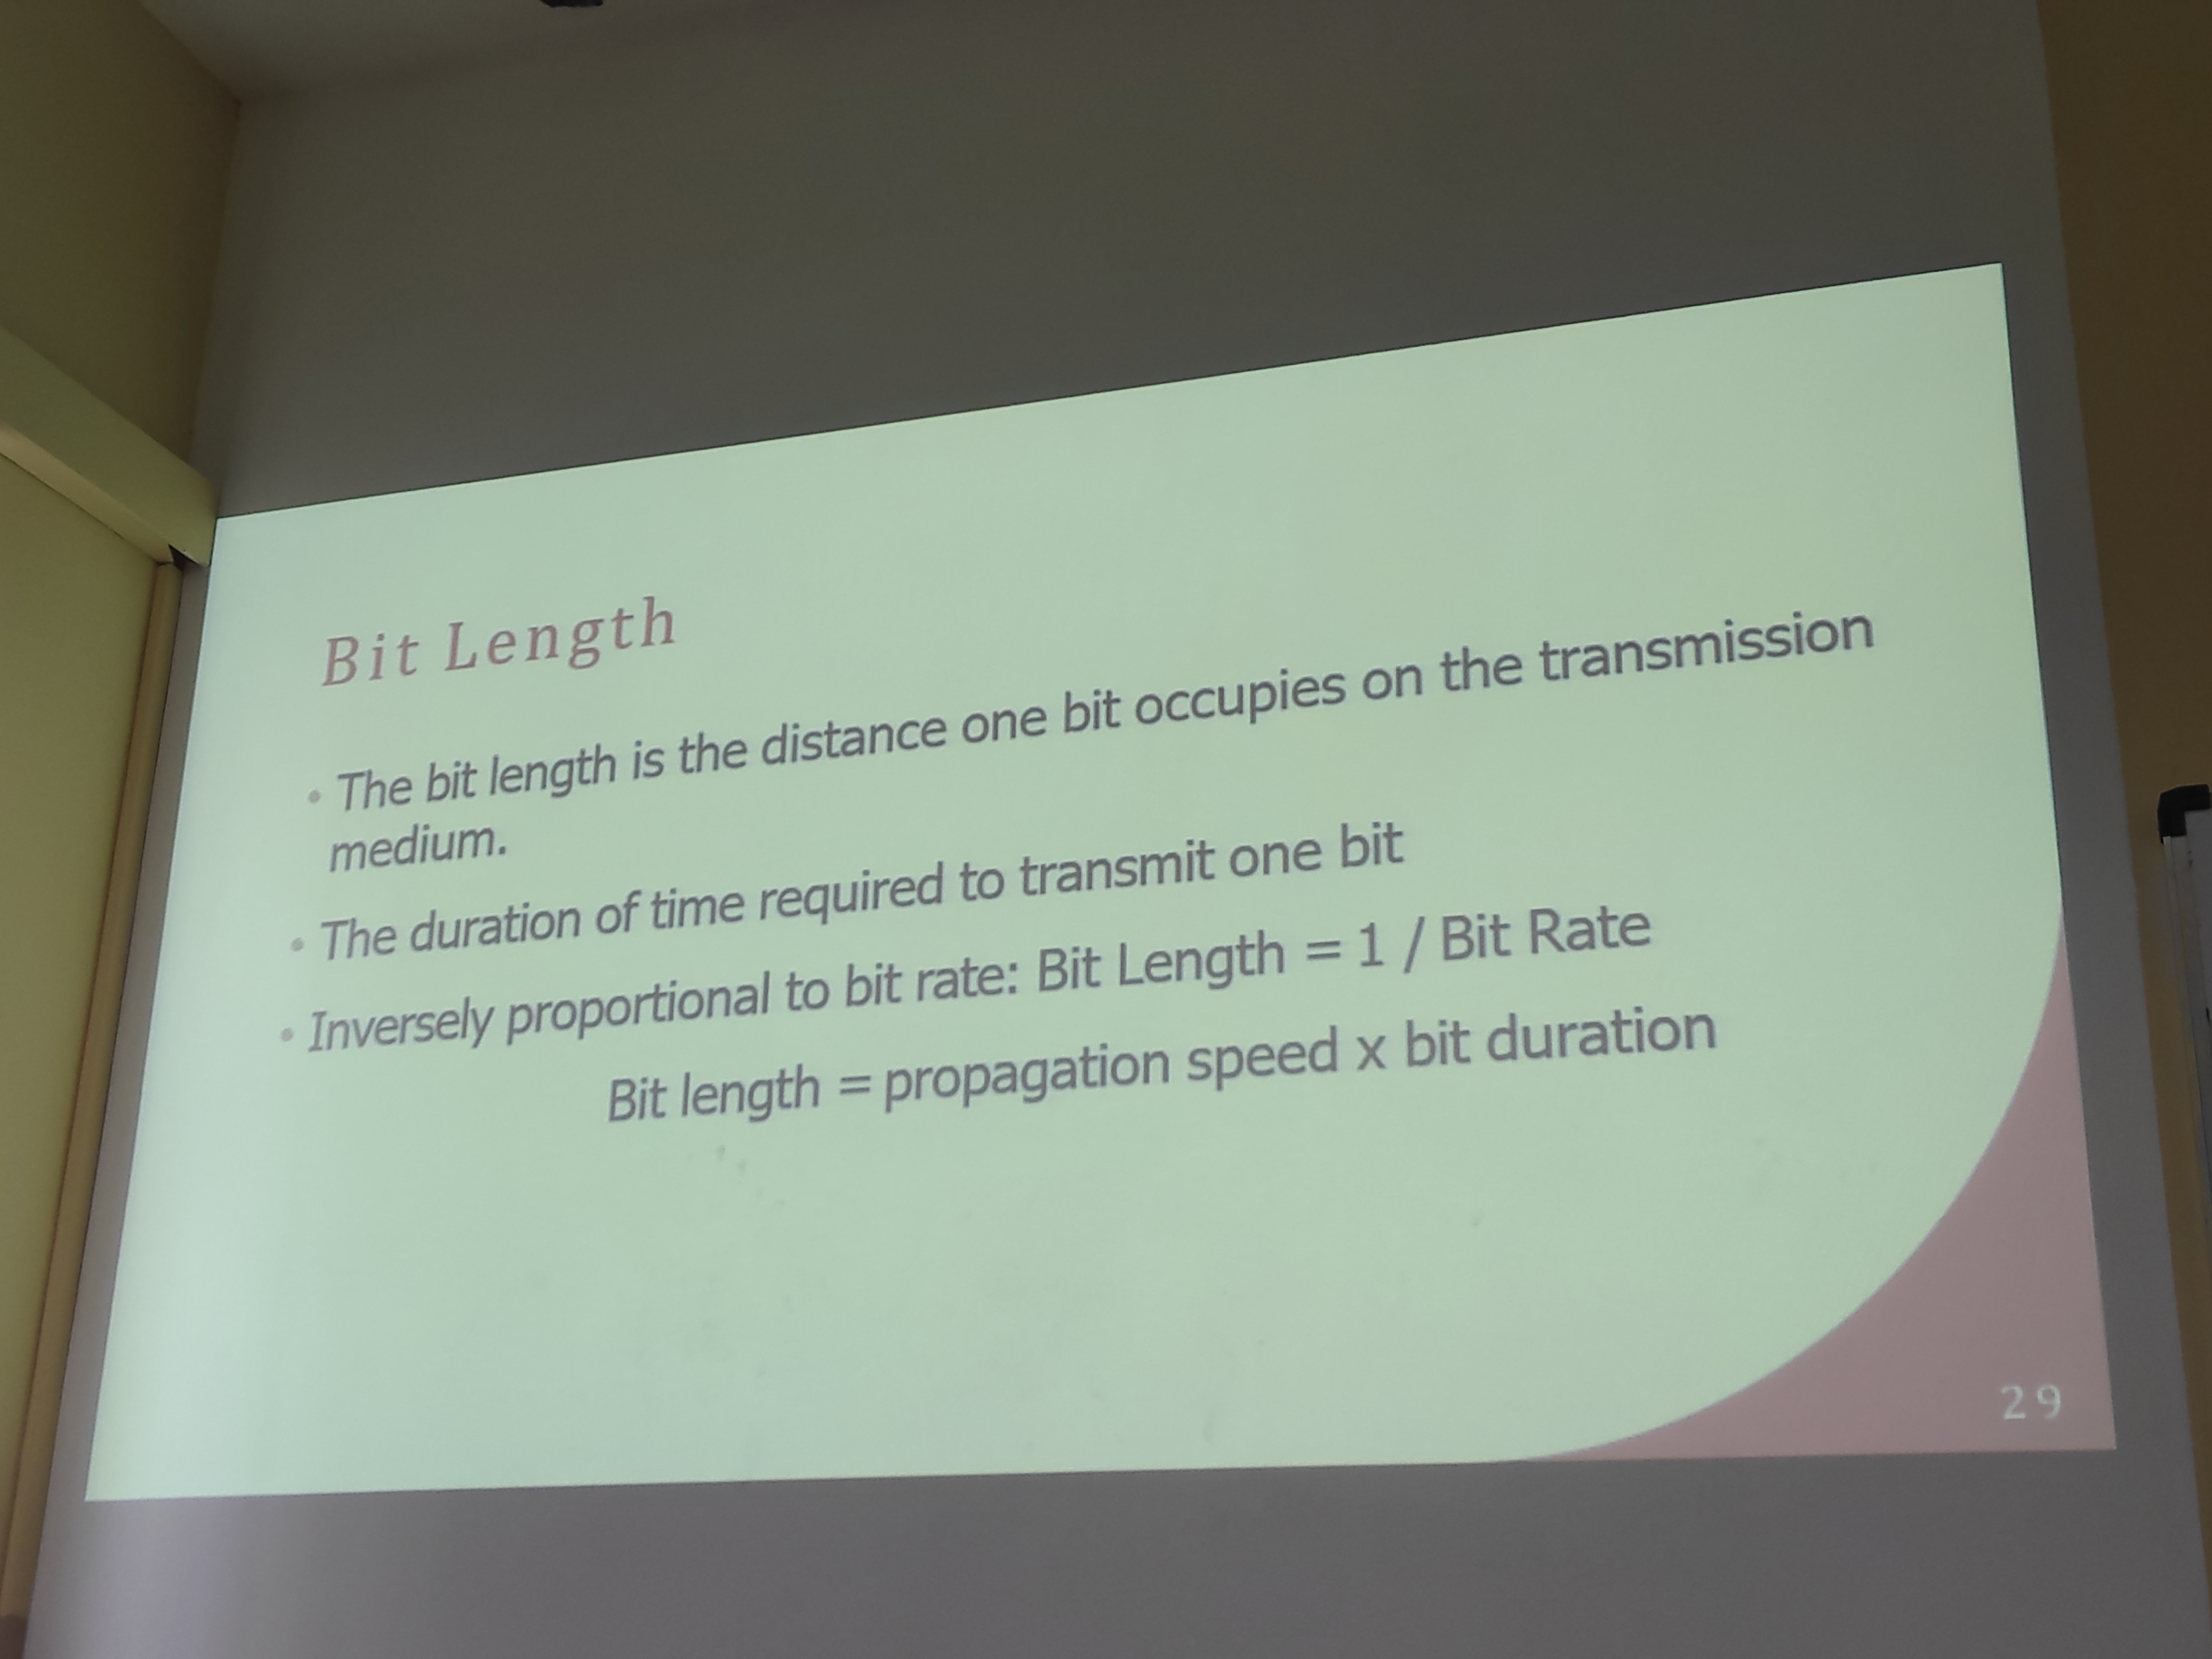 Bit Length
• The bit length is the distance one bit occupies on the transmission
medium.
• The duration of time required to transmit one bit
• Inversely proportional to bit rate: Bit Length = 1 / Bit Rate
Bit length = propagation speed x bit duration
29